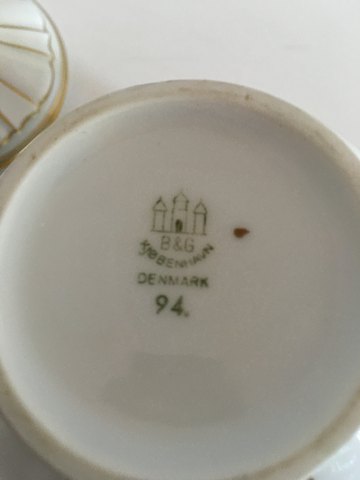 B&G
KJØBENHAVN
DENMARK
94.